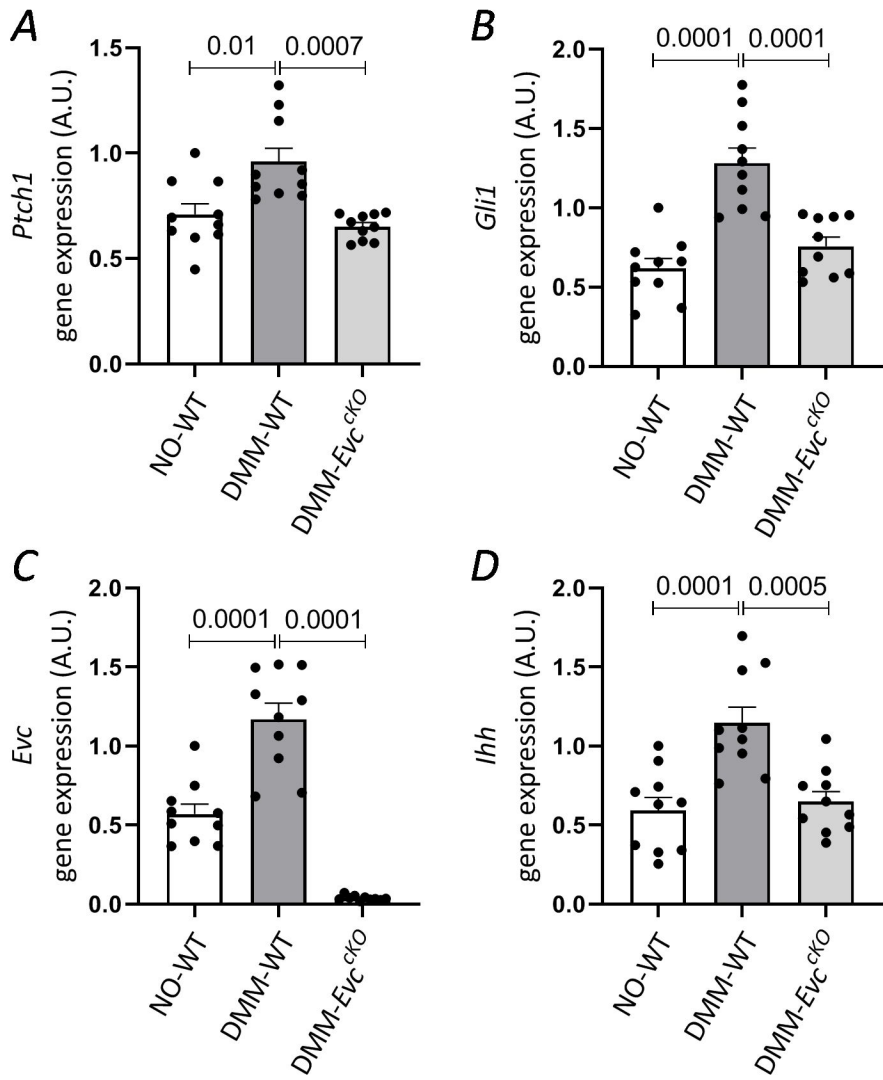 A
Ptch1
gene expression (A.U.)
1.5
1.0
0.5
0.0
0.01 0.0007
NO-WT
DMM-WT
DMM-Evc cKO
B
Gli1
gene expression (A.U.)
2.0
1.5
1.0
0.5
0.0
0.0001 0.0001
NO-WT
DMM-WT
DMM-Evc cKO
C
Evc
gene expression (A.U.)
2.0
1.5
1.0
0.5
0.0
0.0001 0.0001
NO-WT
DMM-WT
DMM-Evc cKO
D
Ihh
gene expression (A.U.)
2.0
1.5
1.0
0.5
0.0
0.0001 0.0005
NO-WT
DMM-WT
DMM-Evc cKO